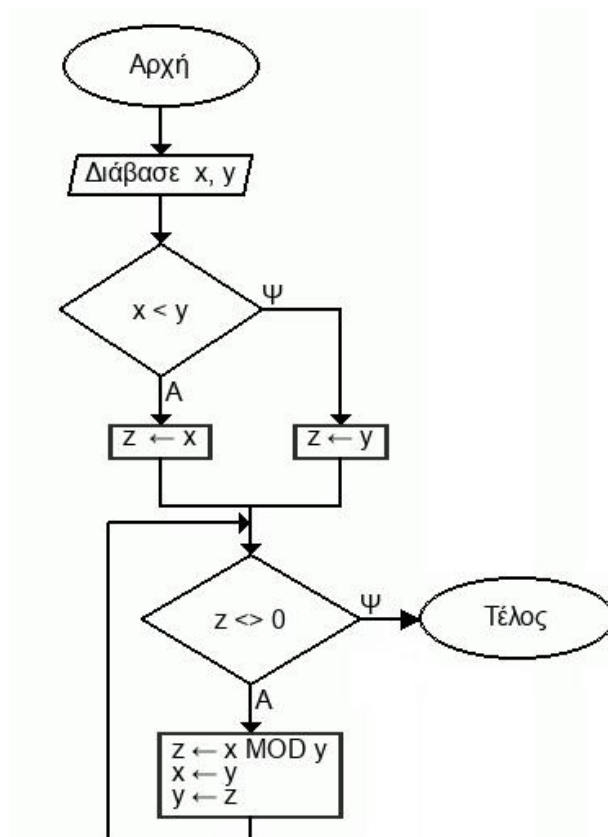 Αρχή
Διάβασε x, y
x < y
Ψ
Α
z ← x
z ← y
z <> 0
Ψ
Τέλος
Α
z ← x MOD y
x ← y
y ← z